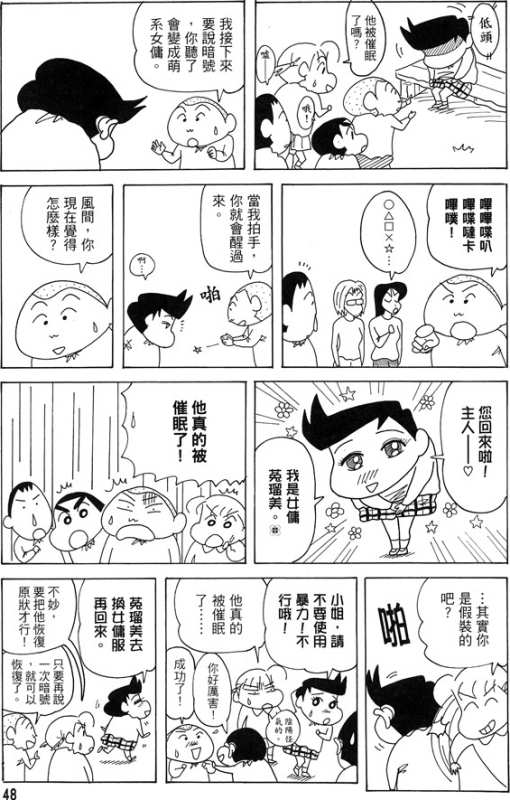 低頭
他被催眠
了嗎？
噓
哦！
我接下來
要說暗號
，你聽了
會變成萌
系女傭。
嗶嗶噗叭
嗶喋噠卡
嗶噗！
○△□×☆…
當我拍手，
你就會醒過
來。
啪
啊…
風間，你
現在覺得
怎麼樣？
您回來啦！
主人——♡
我是女傭
菀瑠美。
他真的被
催眠了！
…其實你
是假裝的
吧？
啪
小姐，請
不要使用
暴力！不
行哦！
他真的
被催眠
了……
你好厲害！
成功了！
菀瑠美去
換女傭服
再回來。
不妙，
要把他恢復
原狀才行！
只要再說
一次暗號
，就可以
恢復了。
48